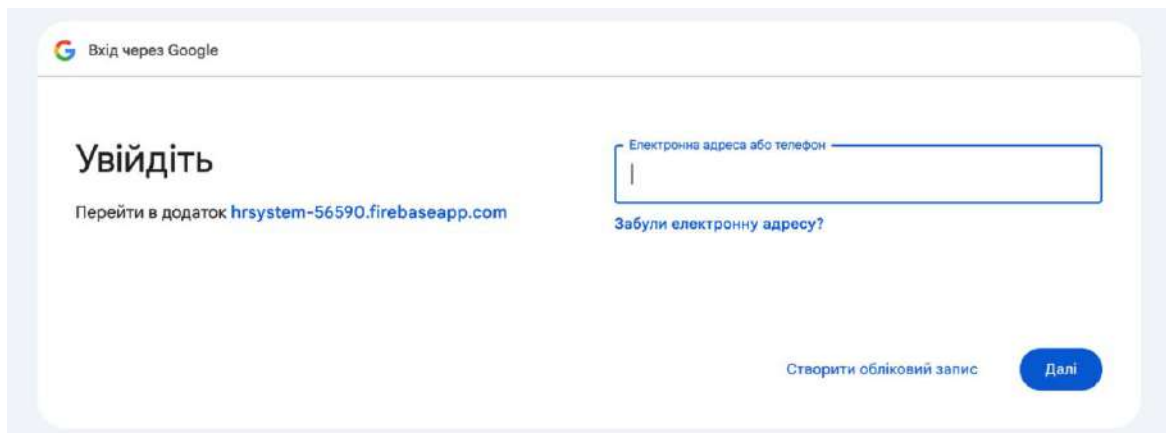 Вхід через Google
Увійдіть
Перейти в додаток hrsystem-56590.firebaseapp.com
Електронна адреса або телефон
Забули електронну адресу?
Створити обліковий запис
Далі